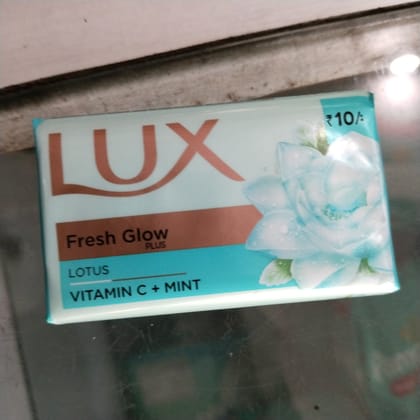 LUX
₹10/-
Fresh Glow
PLUS
LOTUS
VITAMIN C + MINT